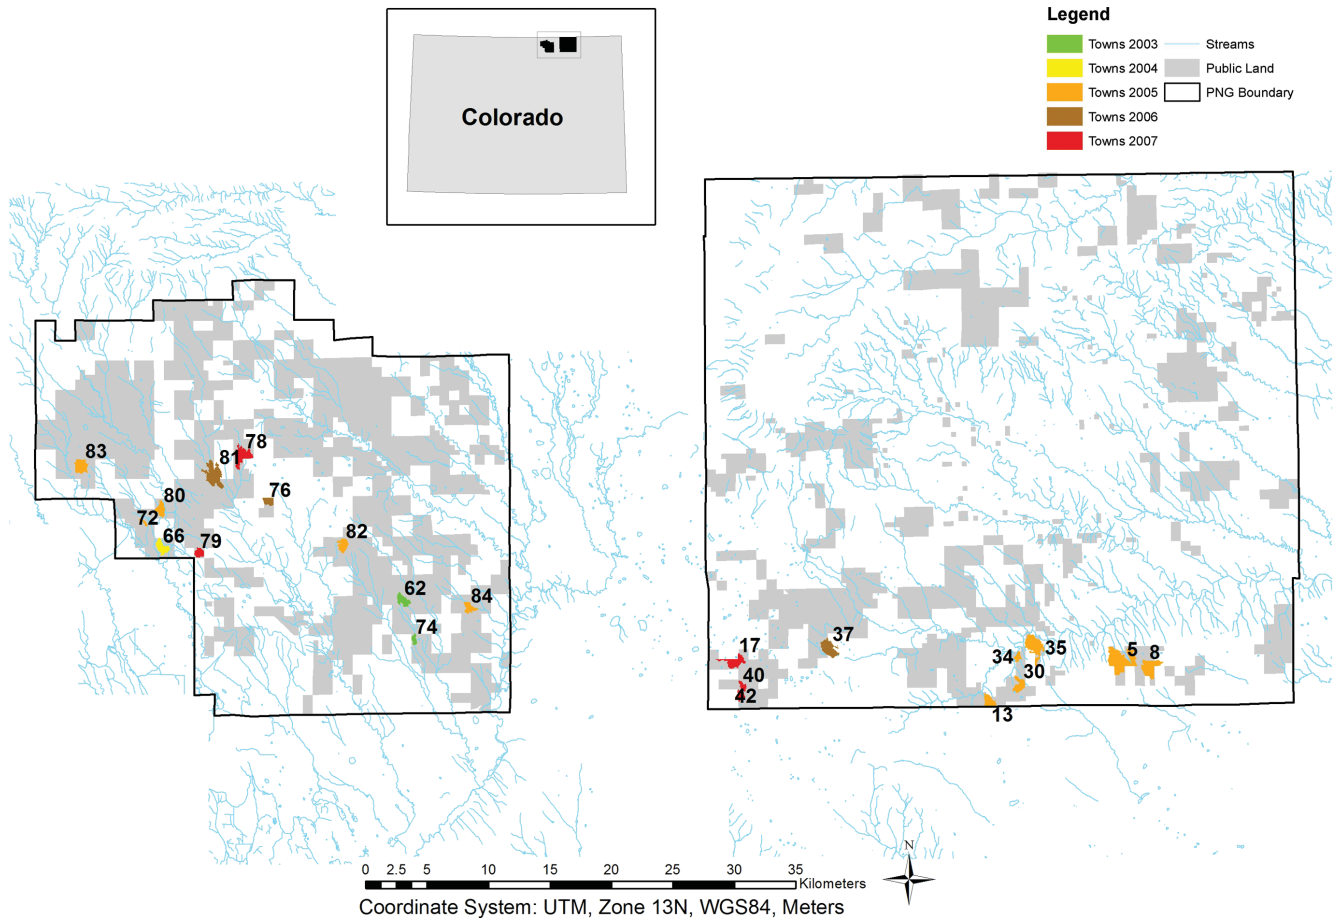 Colorado
Legend
Towns 2003
Towns 2004
Towns 2005
Towns 2006
Towns 2007
Streams
Public Land
PNG Boundary
83
78
81
76
80
72
66
79
82
62
84
74
17
40
42
37
34
35
30
13
5
8
N
0 2.5 5 10 15 20 25 30 35
Kilometers
Coordinate System: UTM, Zone 13N, WGS84, Meters